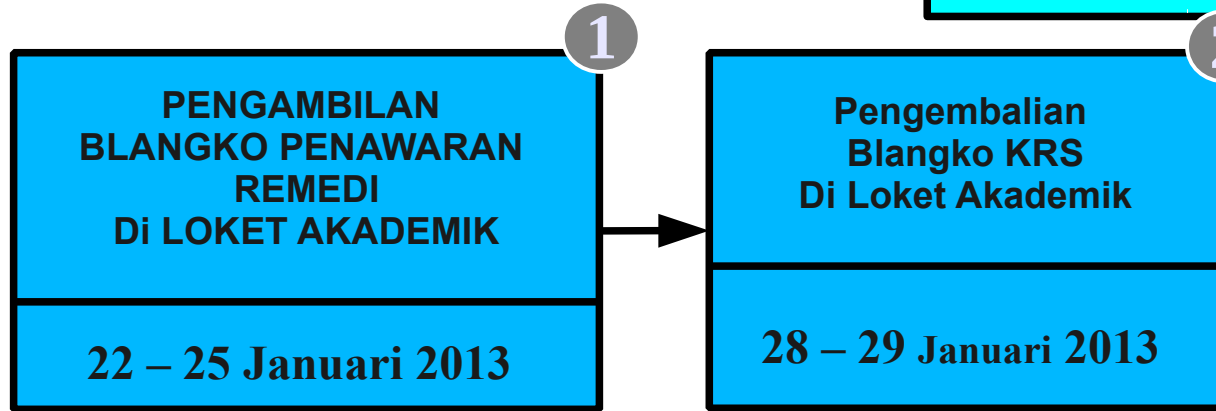 1
PENGAMBILAN
BLANGKO PENAWARAN
REMEDI
Di LOKET AKADEMIK
22 – 25 Januari 2013
2
Pengembalian
Blangko KRS
Di Loket Akademik
28 – 29 Januari 2013